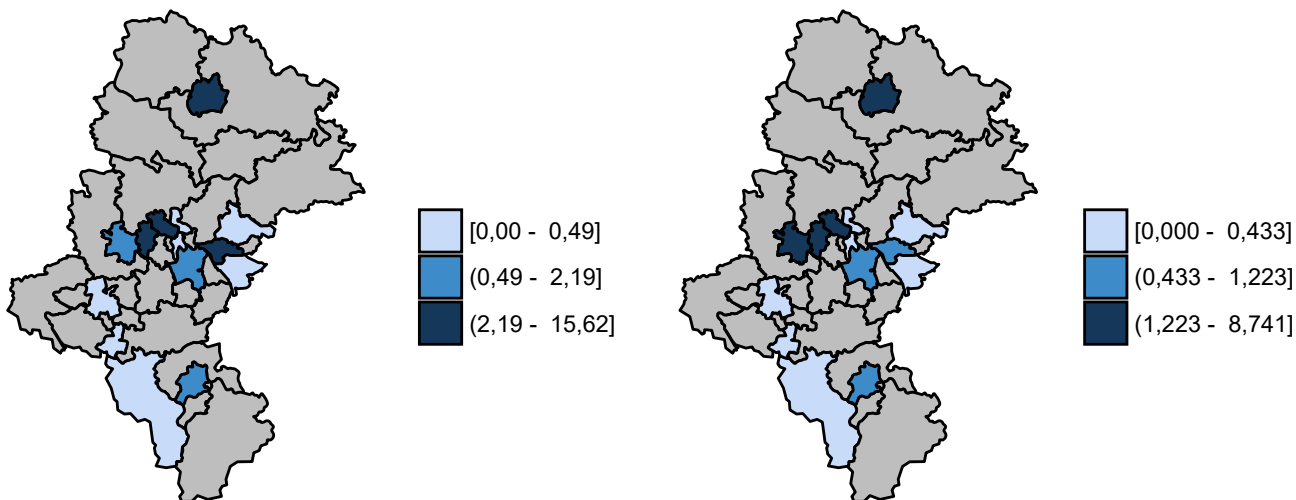 [0,00 - 0,49]
(0,49 - 2,19]
(2,19 - 15,62]
[0,000 - 0,433]
(0,433 - 1,223]
(1,223 - 8,741]